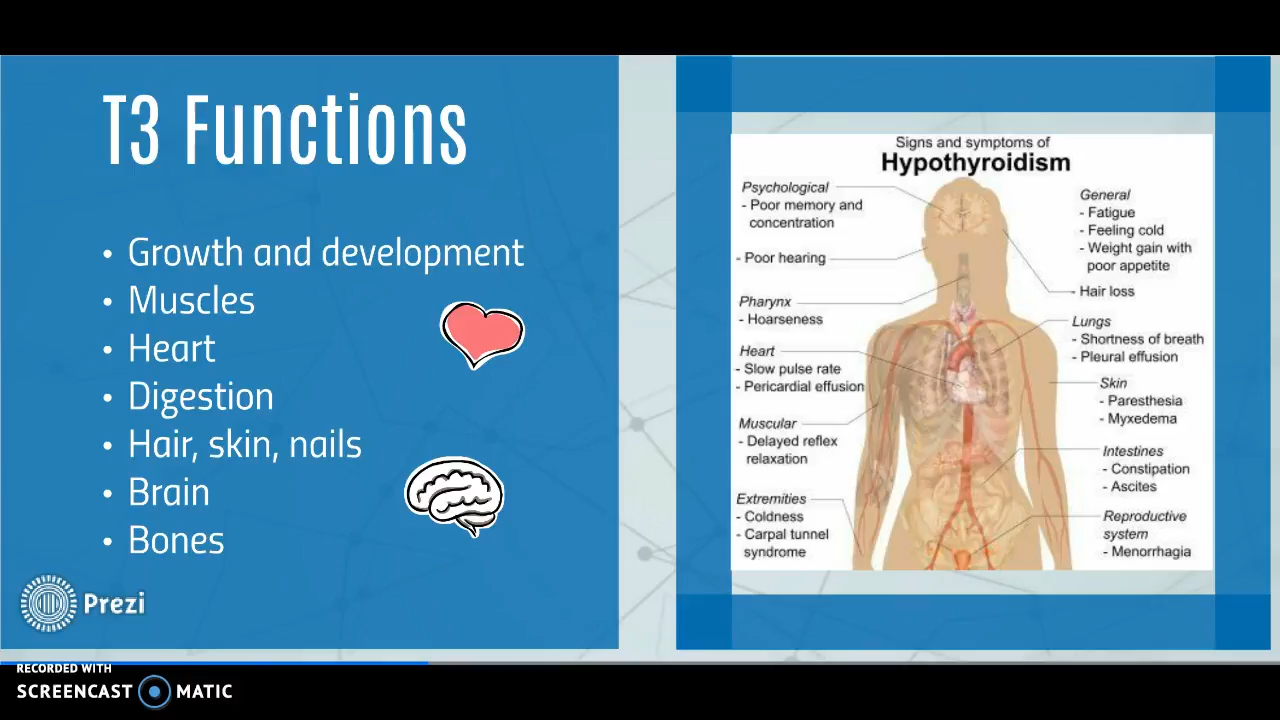 T3 Functions
• Growth and development
• Muscles
• Heart
• Digestion
• Hair, skin, nails
• Brain
• Bones
Prezi
Signs and symptoms of
Hypothyroidism
Psychological
- Poor memory and
concentration
- Poor hearing
Pharynx
- Hoarseness
Heart
- Slow pulse rate
- Pericardial effusion
Muscular
- Delayed reflex
relaxation
Extremities
- Coldness
- Carpal tunnel
syndrome
General
- Fatigue
- Feeling cold
- Weight gain with
poor appetite
- Hair loss
Lungs
- Shortness of breath
- Pleural effusion
Skin
- Paresthesia
- Myxedema
Intestines
- Constipation
- Ascites
Reproductive
system
- Menorrhagia
RECORDED WITH
SCREENCAST MATIC